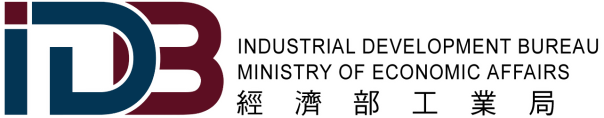 IDB
INDUSTRIAL DEVELOPMENT BUREAU
MINISTRY OF ECONOMIC AFFAIRS
經濟部工業局